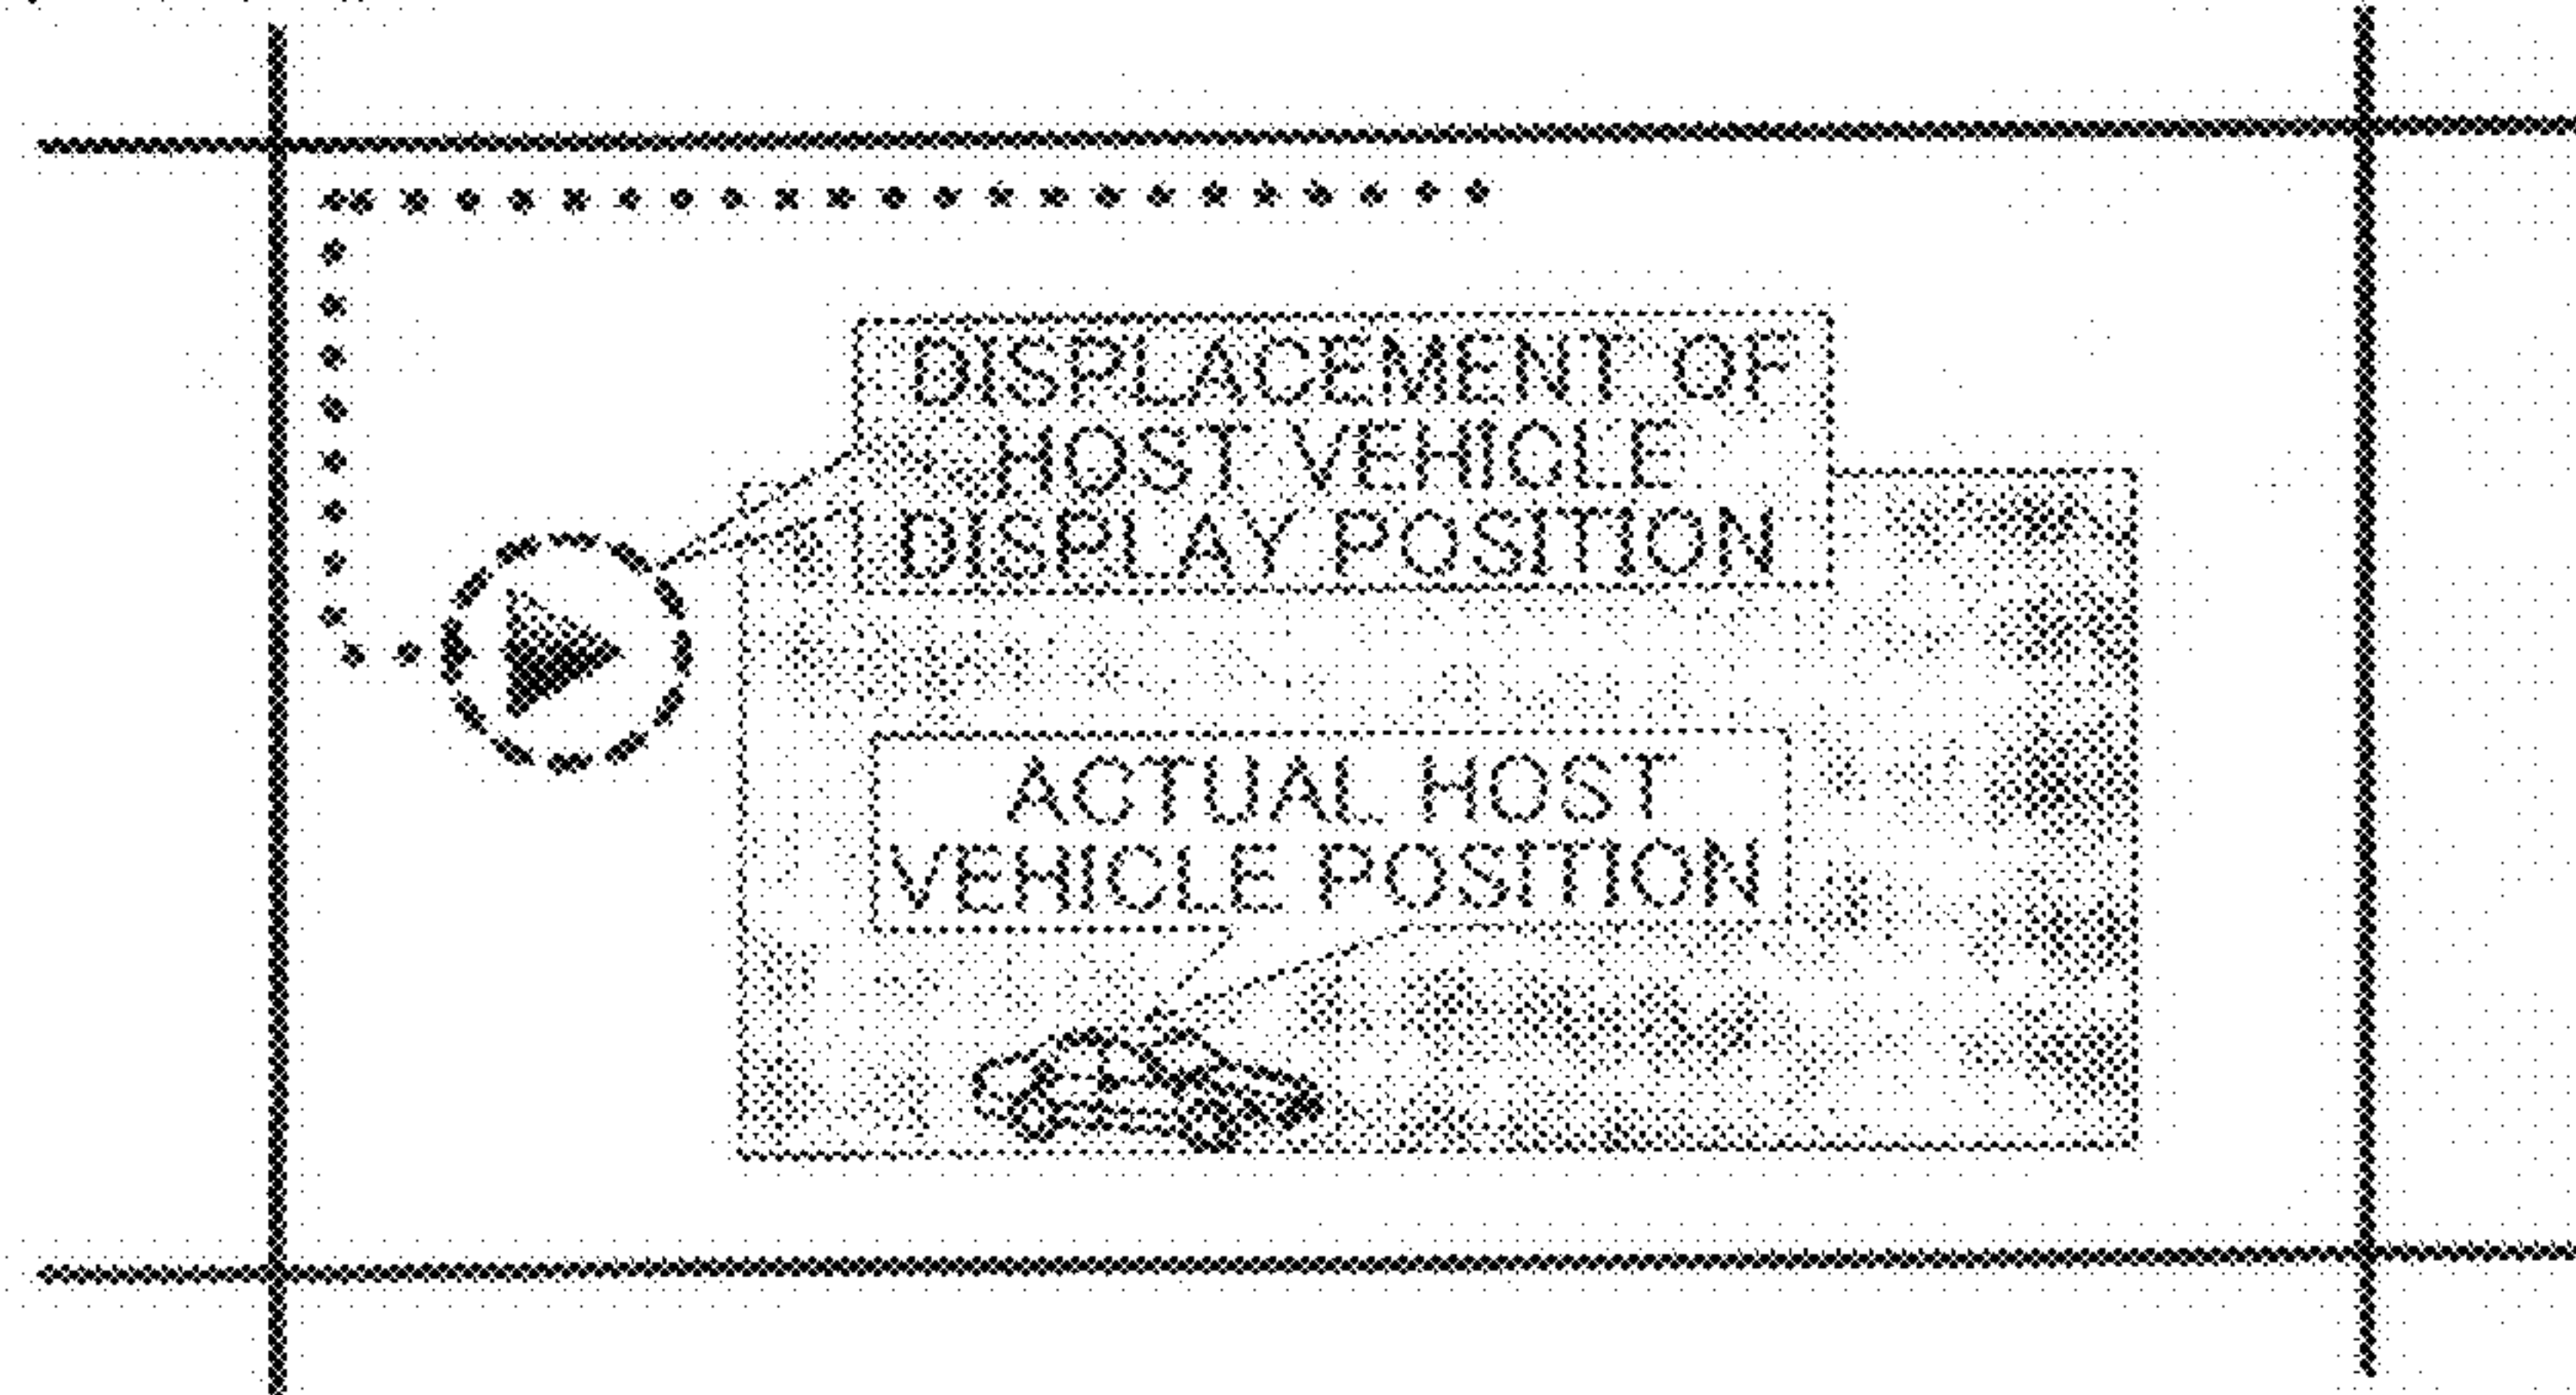 DISPLACEMENT OF
HOST VEHICLE
DISPLAY POSITION
ACTUAL HOST
VEHICLE POSITION